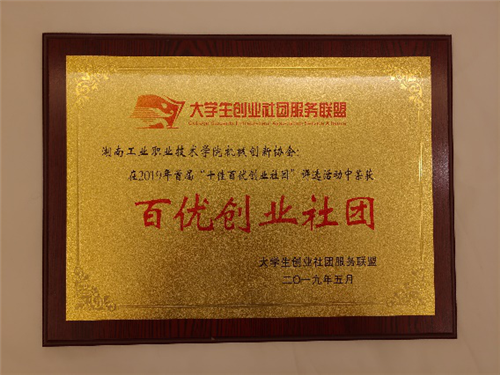 大学生创业社团服务联盟
湖南工业职业技术学院机械创新协会:
在2019年首届“十佳百优创业社团”评选活动中荣获
百优创业社团
大学生创业社团服务联盟
二〇一九年五月